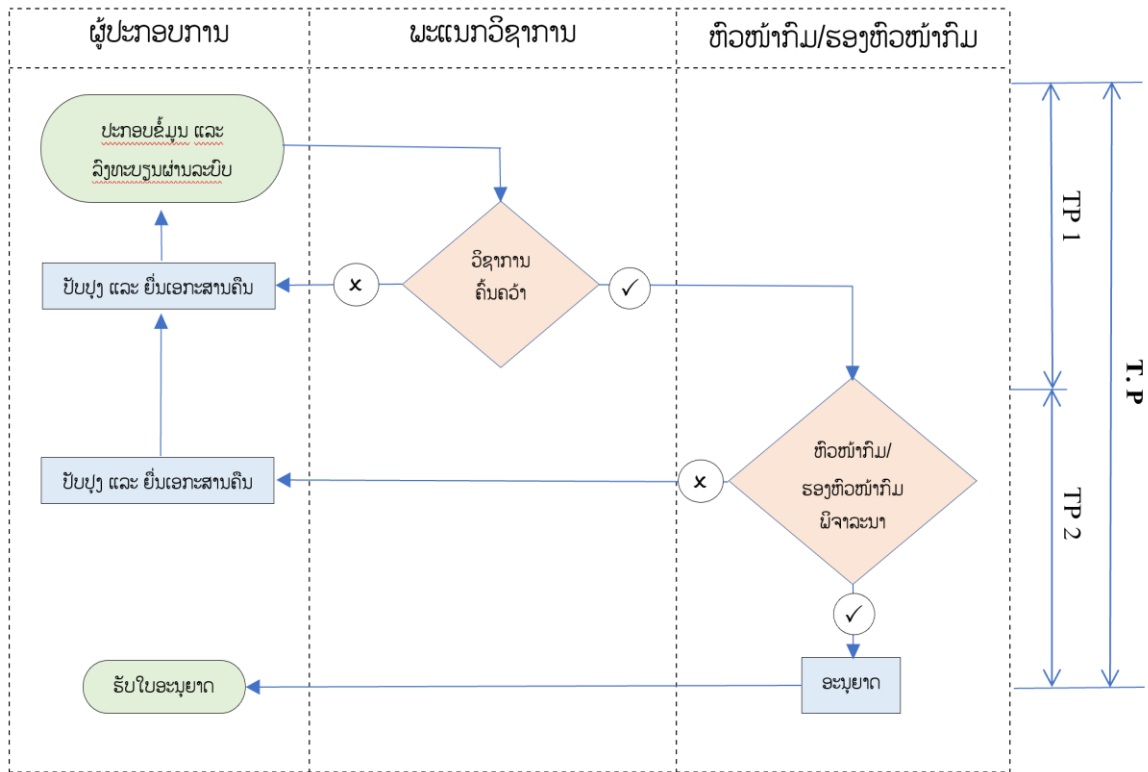 ຜູ້ປະກອບການ
ພະແນກວິຊາການ
ຫົວໜ້າກົມ/ຮອງຫົວໜ້າກົມ
ປະກອບຂໍ້ມູນ ແລະ
ລົງທະບຽນຜ່ານລະບົບ
ວິຊາການ
ຄົ້ນຄວ້າ
ປັບປຸງ ແລະ ຍື່ນເອກະສານຄືນ
x
✓
TP 1
T. P
ຫົວໜ້າກົມ/
ຮອງຫົວໜ້າກົມ
ພິຈາລະນາ
ປັບປຸງ ແລະ ຍື່ນເອກະສານຄືນ
x
TP 2
✓
ຮັບໃບອະນຸຍາດ
ອະນຸຍາດ